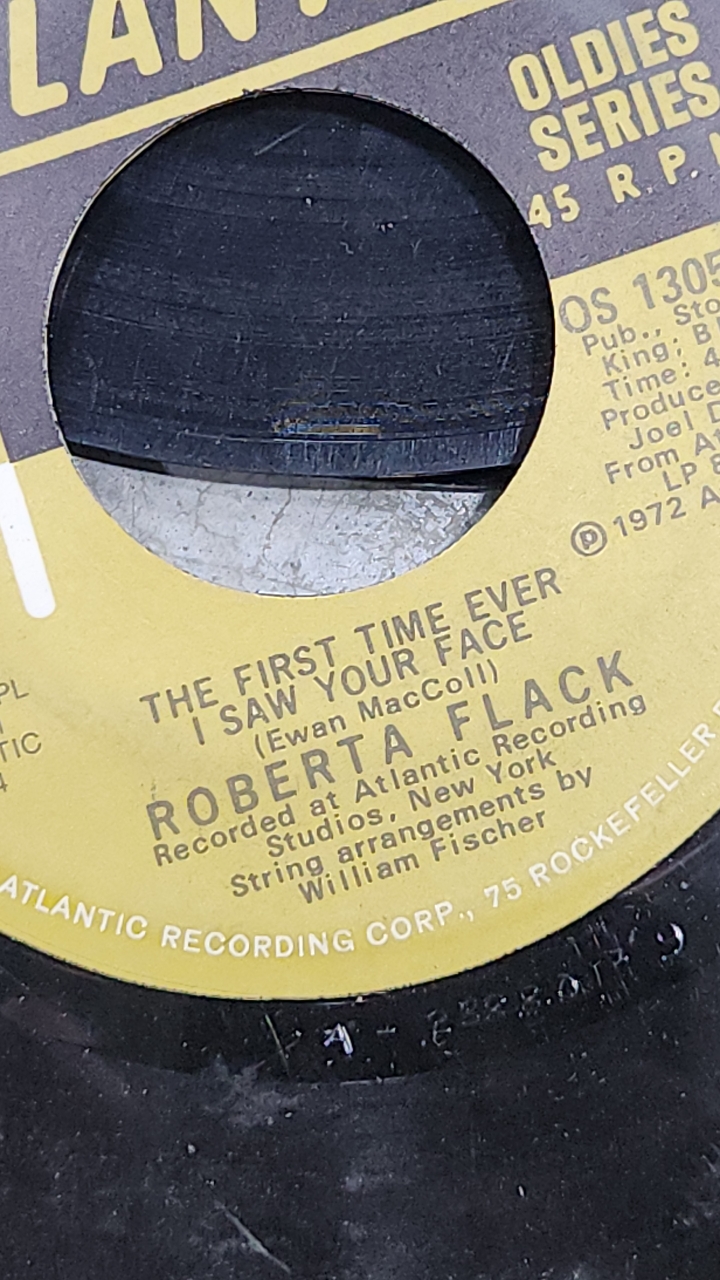 LANT
OLDIES
SERIES
45 R.P.
OS 1305
Pub., Sto
King; B
Time: 4
Produce
Joel D
From A
LP 8
Ⓟ 1972 A
THE FIRST TIME EVER
I SAW YOUR FACE
(Ewan MacColl)
ROBERTA FLACK
Recorded at Atlantic Recording
Studios, New York
String arrangements by
William Fischer
PL
TIC
4
ATLANTIC RECORDING CORP., 75 ROCKEFELLER